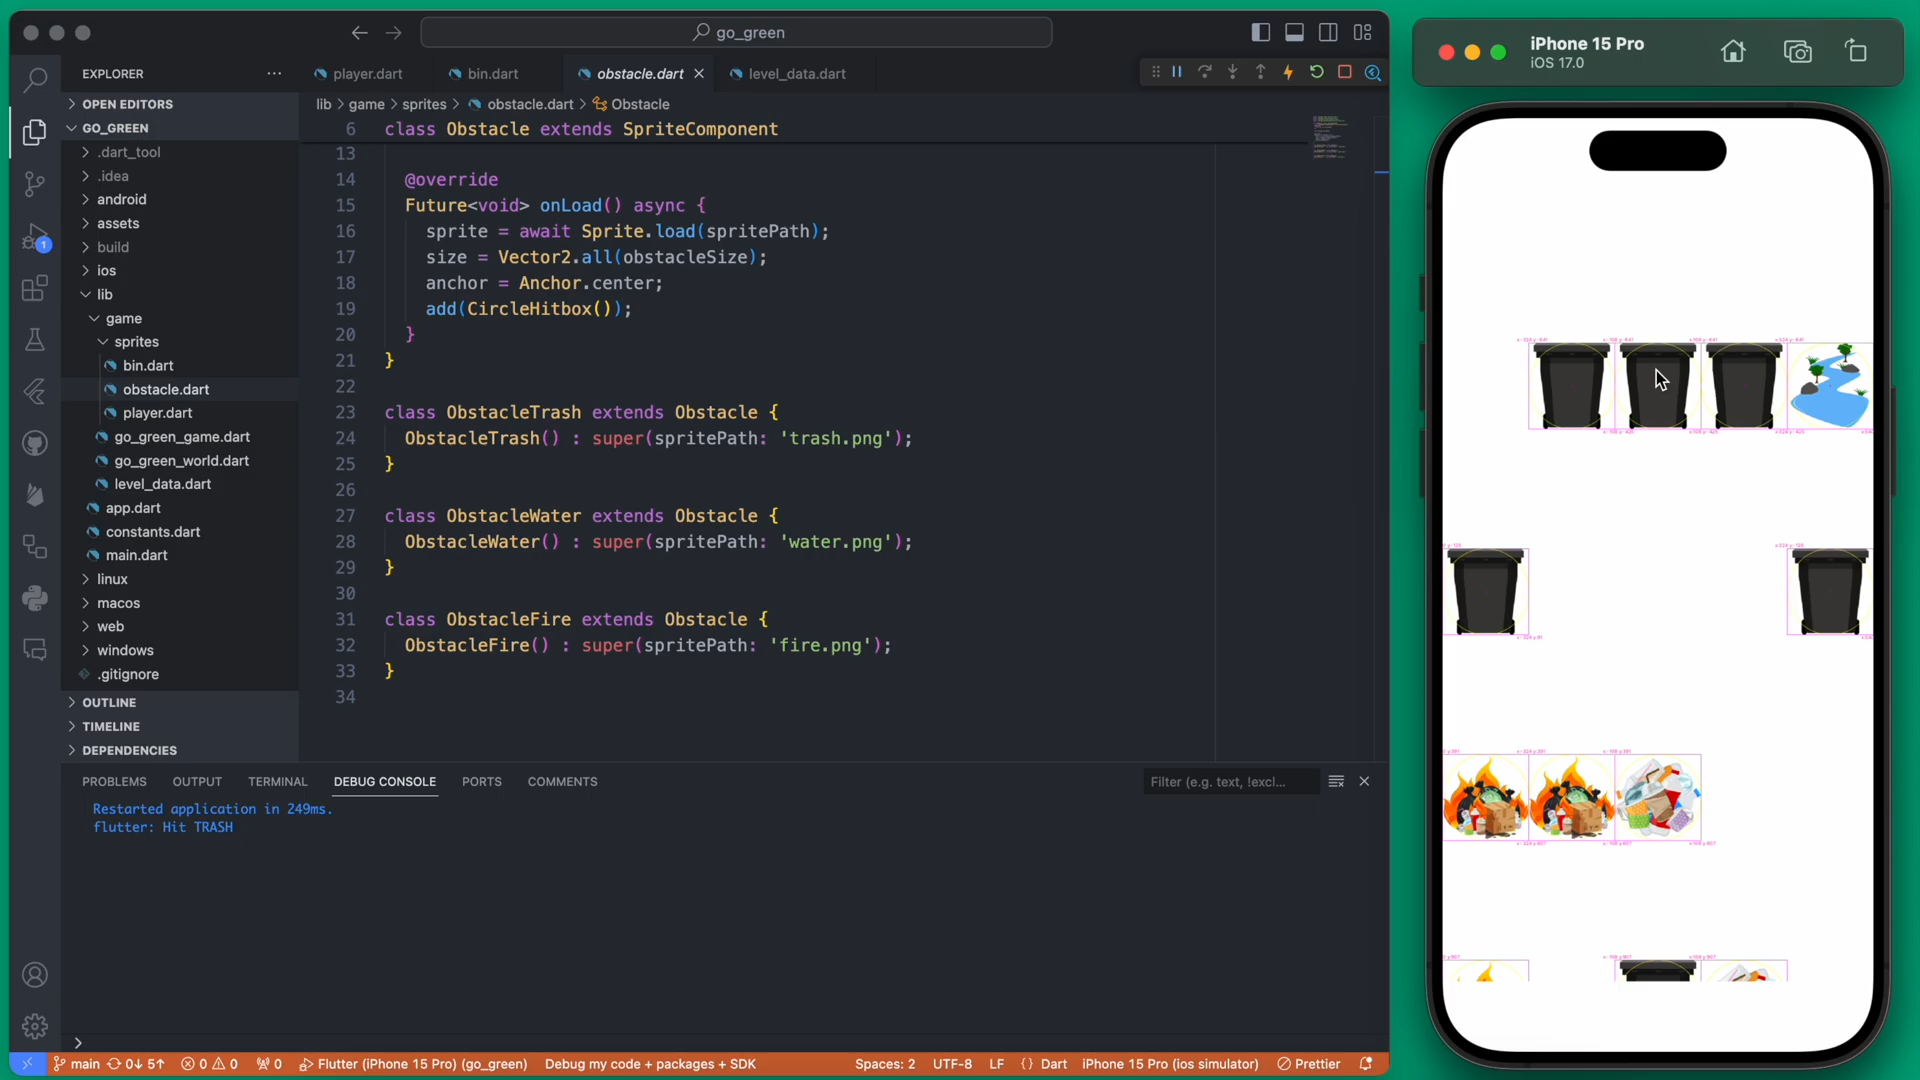 go_green
EXPLORER
OPEN EDITORS
GO_GREEN
.dart_tool
.idea
android
assets
build
ios
lib
game
sprites
bin.dart
obstacle.dart
player.dart
go_green_game.dart
go_green_world.dart
level_data.dart
app.dart
constants.dart
main.dart
linux
macos
web
windows
.gitignore
OUTLINE
TIMELINE
DEPENDENCIES
1
player.dart
bin.dart
obstacle.dart
level_data.dart
lib > game > sprites > obstacle.dart > Obstacle
6 class Obstacle extends SpriteComponent
13
14 @override
15 Future<void> onLoad() async {
16 sprite = await Sprite.load(spritePath);
17 size = Vector2.all(obstacleSize);
18 anchor = Anchor.center;
19 add(CircleHitbox());
20 }
21 }
22
23 class ObstacleTrash extends Obstacle {
24 ObstacleTrash() : super(spritePath: 'trash.png');
25 }
26
27 class ObstacleWater extends Obstacle {
28 ObstacleWater() : super(spritePath: 'water.png');
29 }
30
31 class ObstacleFire extends Obstacle {
32 ObstacleFire() : super(spritePath: 'fire.png');
33 }
34
PROBLEMS OUTPUT TERMINAL DEBUG CONSOLE PORTS COMMENTS
Filter (e.g. text, !excl...
Restarted application in 249ms.
flutter: Hit TRASH
main 0↓ 5↑ 0 0 0 Flutter (iPhone 15 Pro) (go_green) Debug my code + packages + SDK Spaces: 2 UTF-8 LF {} Dart iPhone 15 Pro (ios simulator) Prettier
iPhone 15 Pro
iOS 17.0